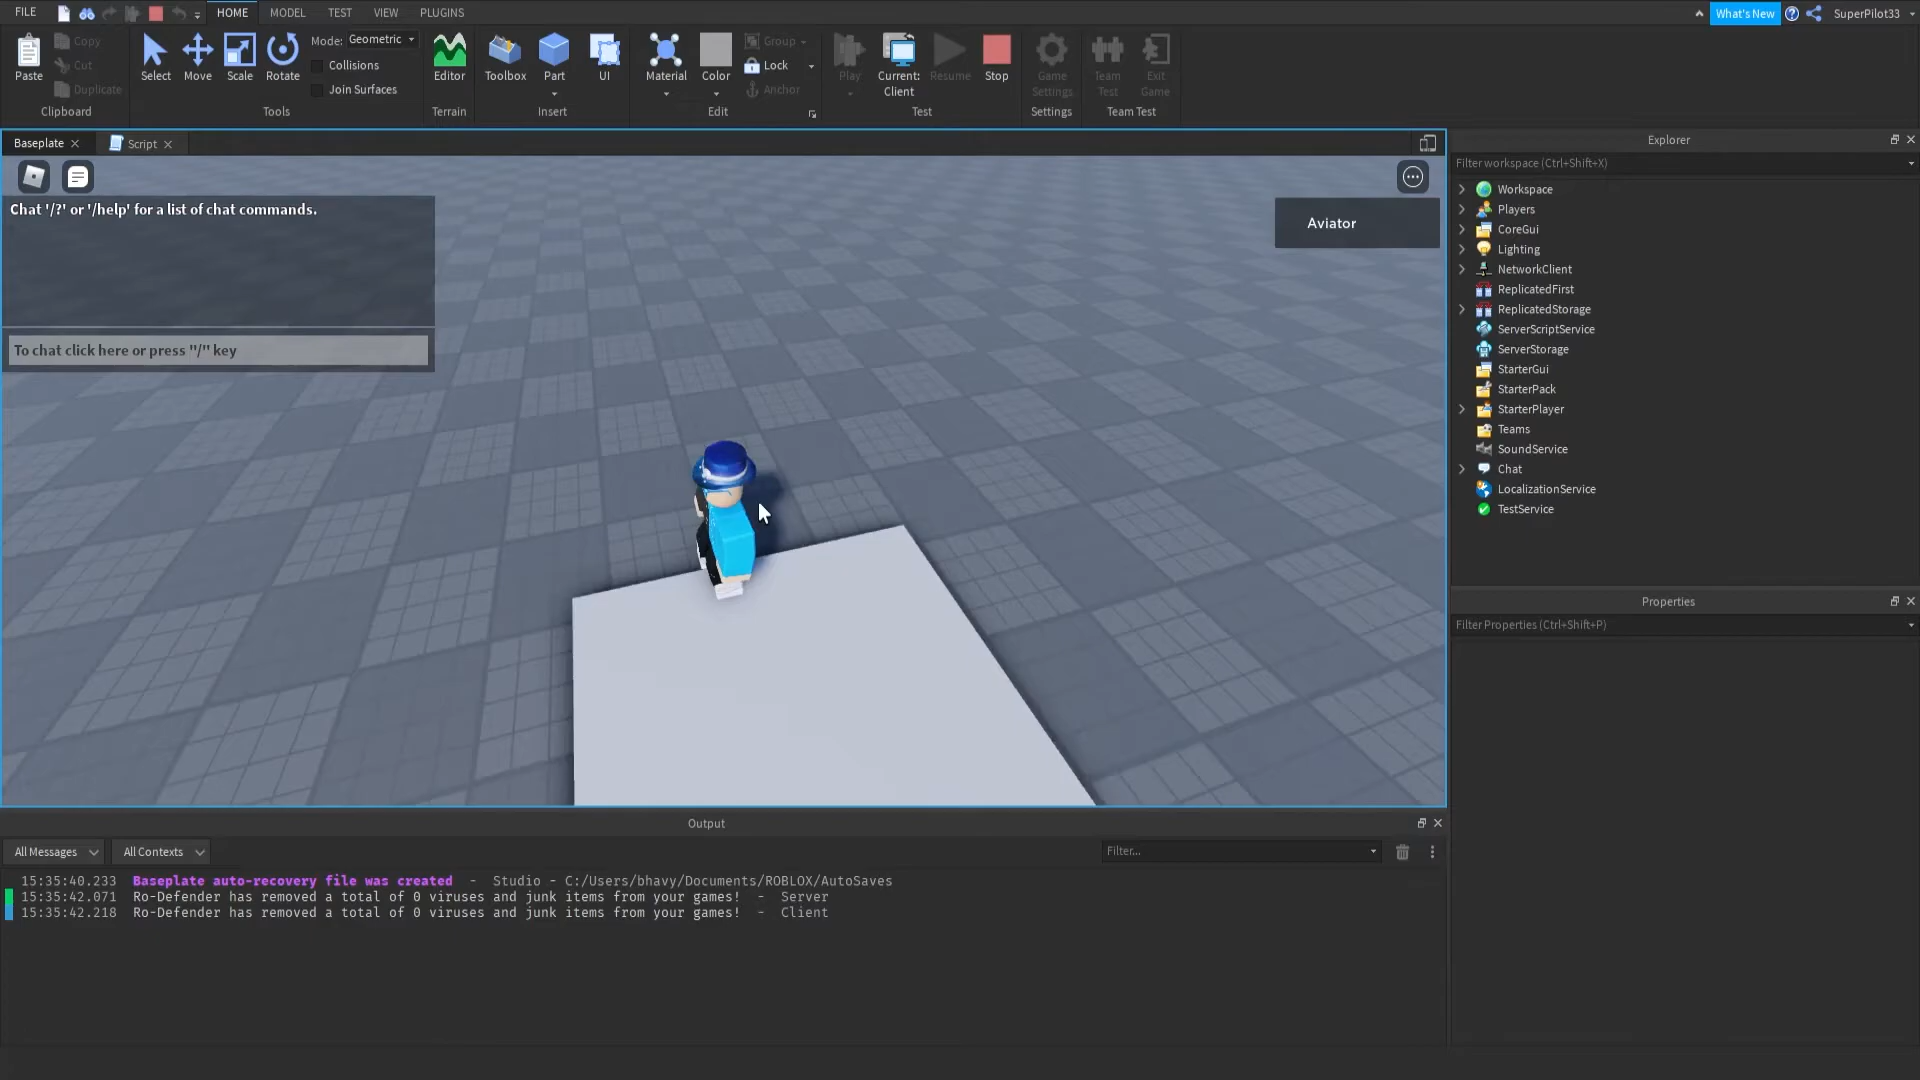 FILE
HOME
MODEL
TEST
VIEW
PLUGINS
What's New
SuperPilot33
Paste
Copy
Cut
Duplicate
Clipboard
Select
Move
Scale
Rotate
Mode: Geometric
Collisions
Join Surfaces
Tools
Editor
Terrain
Toolbox
Part
UI
Insert
Material
Color
Group
Lock
Anchor
Edit
Play
Current:
Client
Resume
Stop
Test
Game
Settings
Settings
Team
Test
Exit
Game
Team Test
Baseplate
Script
Chat '/?' or '/help' for a list of chat commands.
To chat click here or press "/" key
Aviator
Explorer
Filter workspace (Ctrl+Shift+X)
Workspace
Players
CoreGui
Lighting
NetworkClient
ReplicatedFirst
ReplicatedStorage
ServerScriptService
ServerStorage
StarterGui
StarterPack
StarterPlayer
Teams
SoundService
Chat
LocalizationService
TestService
Properties
Filter Properties (Ctrl+Shift+P)
Output
All Messages
All Contexts
Filter...
15:35:40.233 Baseplate auto-recovery file was created - Studio - C:/Users/bhavy/Documents/ROBLOX/AutoSaves
15:35:42.071 Ro-Defender has removed a total of 0 viruses and junk items from your games! - Server
15:35:42.218 Ro-Defender has removed a total of 0 viruses and junk items from your games! - Client